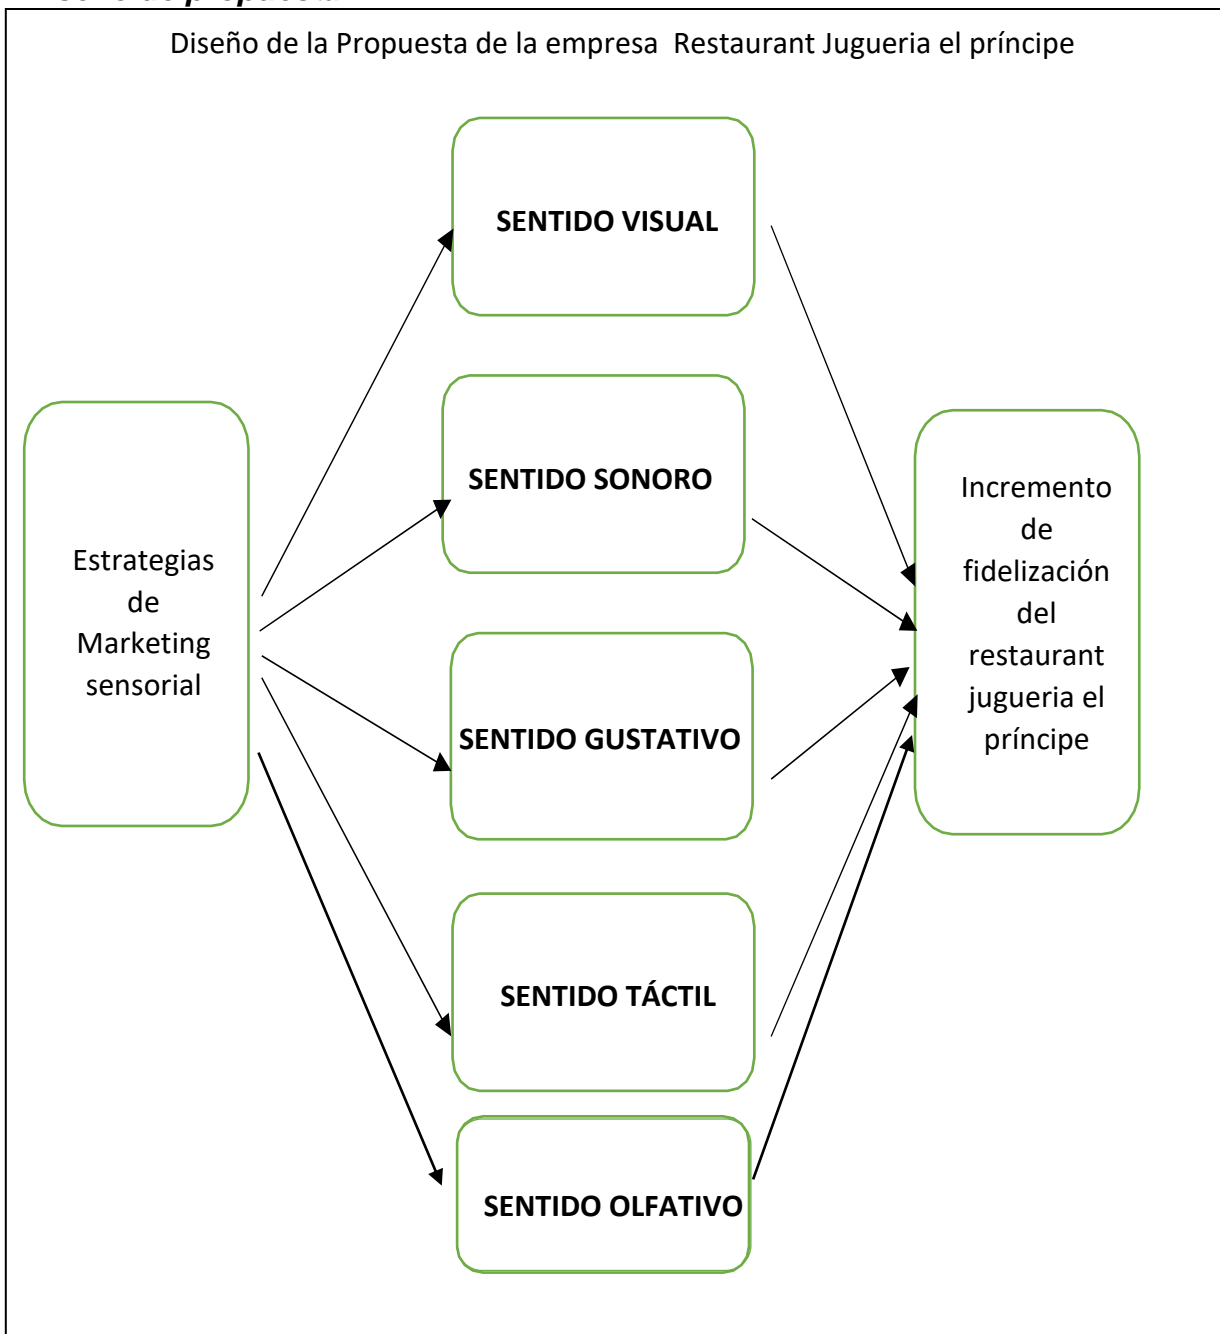 propuesta
Diseño de la Propuesta de la empresa  Restaurant Jugueria el príncipe
SENTIDO VISUAL
SENTIDO SONORO
Estrategias
de
Marketing
sensorial
SENTIDO GUSTATIVO
SENTIDO TÁCTIL
SENTIDO OLFATIVO
Incremento
de
fidelización
del
restaurant
jugueria el
príncipe